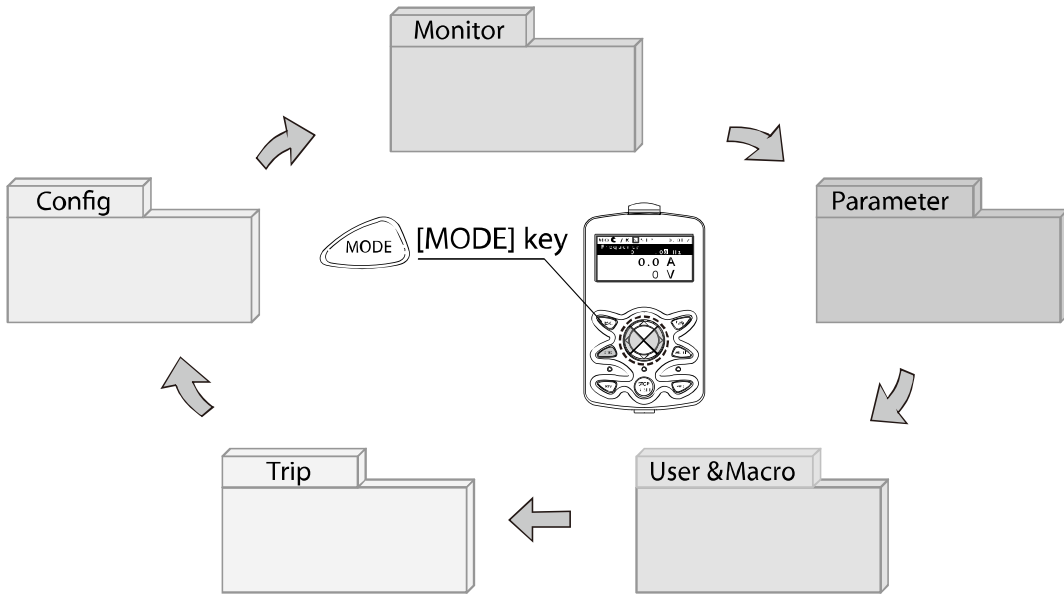 Monitor
Config
Parameter
MODE
[MODE] key
0.0 A
0 V
Trip
User &Macro